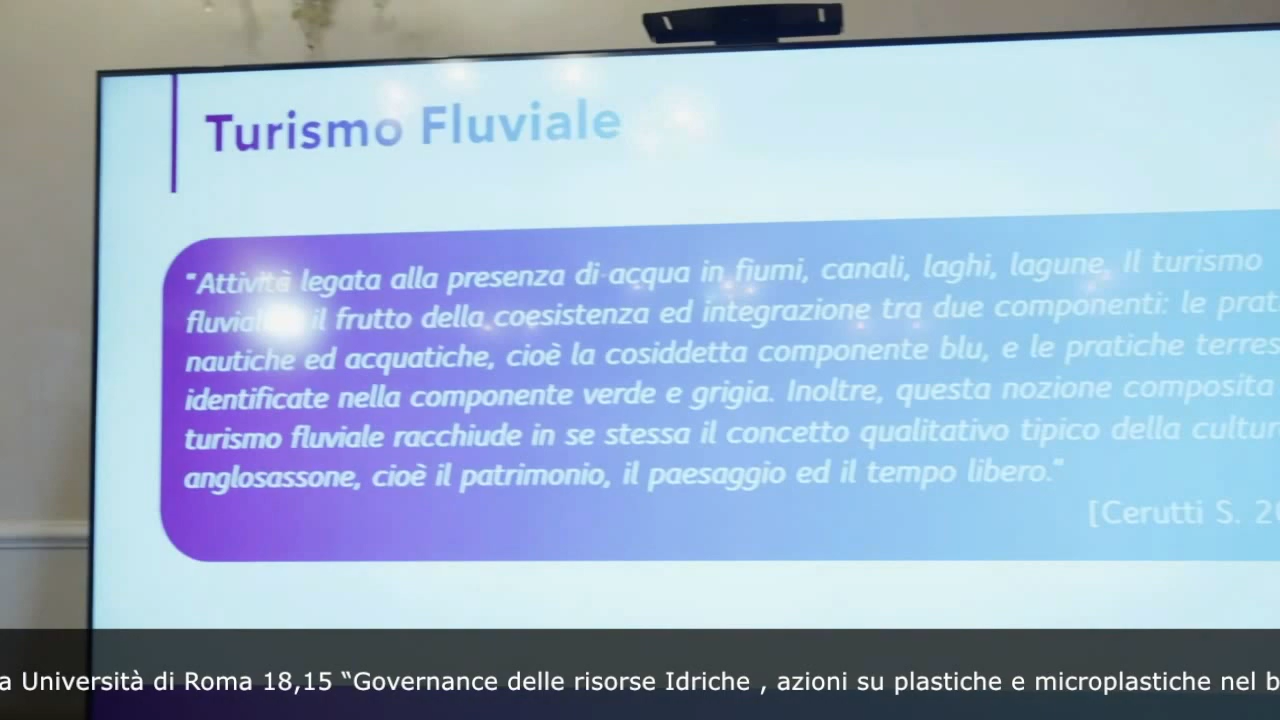 Turismo Fluviale
"Attività legata alla presenza di acqua in fiumi, canali, laghi, lagune. Il turismo
il frutto della coesistenza ed integrazione tra due componenti: le prat
nautiche ed acquatiche, cioè la cosiddetta componente blu, e le pratiche terres
identificate nella componente verde e grigia. Inoltre, questa nozione composita
turismo fluviale racchiude in se stessa il concetto qualitativo tipico della cultur
anglosassone, cioè il patrimonio, il paesaggio ed il tempo libero."
[Cerutti S. 20
a Università di Roma 18,15 “Governance delle risorse Idriche , azioni su plastiche e microplastiche nel b